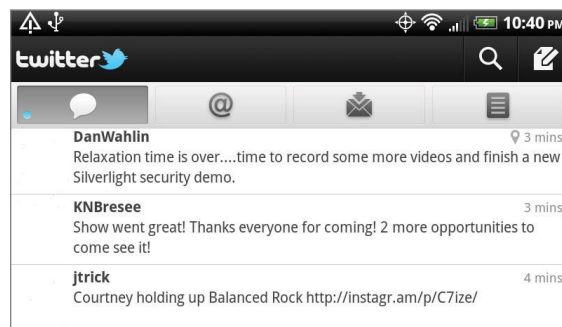 10:40 PM
twitter
@
DanWahlin 3 mins
Relaxation time is over....time to record some more videos and finish a new
Silverlight security demo.
KNBresee 3 mins
Show went great! Thanks everyone for coming! 2 more opportunities to
come see it!
jtrick 4 mins
Courtney holding up Balanced Rock http://instagr.am/p/C7ize/